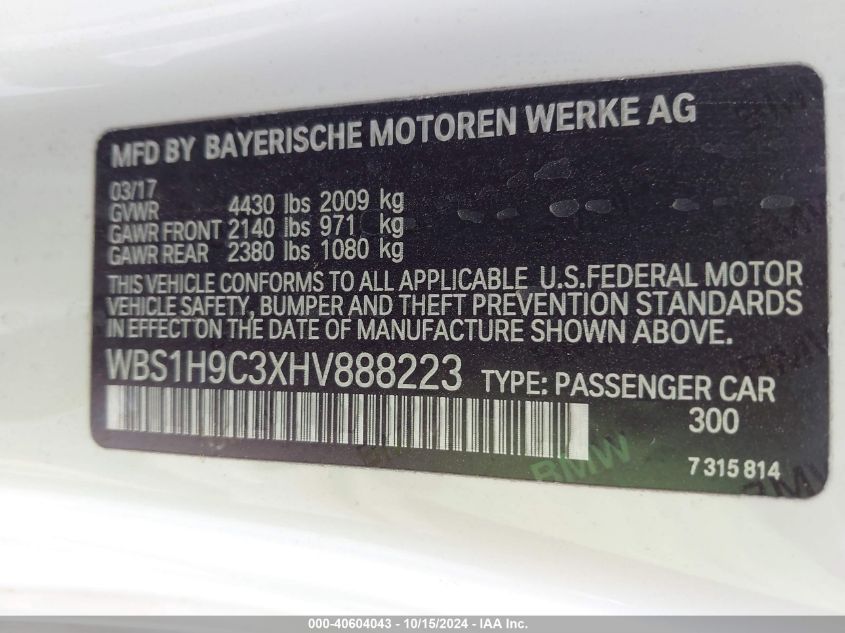 MFD BY BAYERISCHE MOTOREN WERKE AG
03/17
GVWR 4430 lbs 2009 kg
GAWR FRONT 2140 lbs 971 kg
GAWR REAR 2380 lbs 1080 kg
THIS VEHICLE CONFORMS TO ALL APPLICABLE U.S.FEDERAL MOTOR
VEHICLE SAFETY, BUMPER AND THEFT PREVENTION STANDARDS
IN EFFECT ON THE DATE OF MANUFACTURE SHOWN ABOVE.
WBS1H9C3XHV888223 TYPE: PASSENGER CAR
300
7 315 814
BMW
BMW
000-40604043 - 10/15/2024 - IAA Inc.